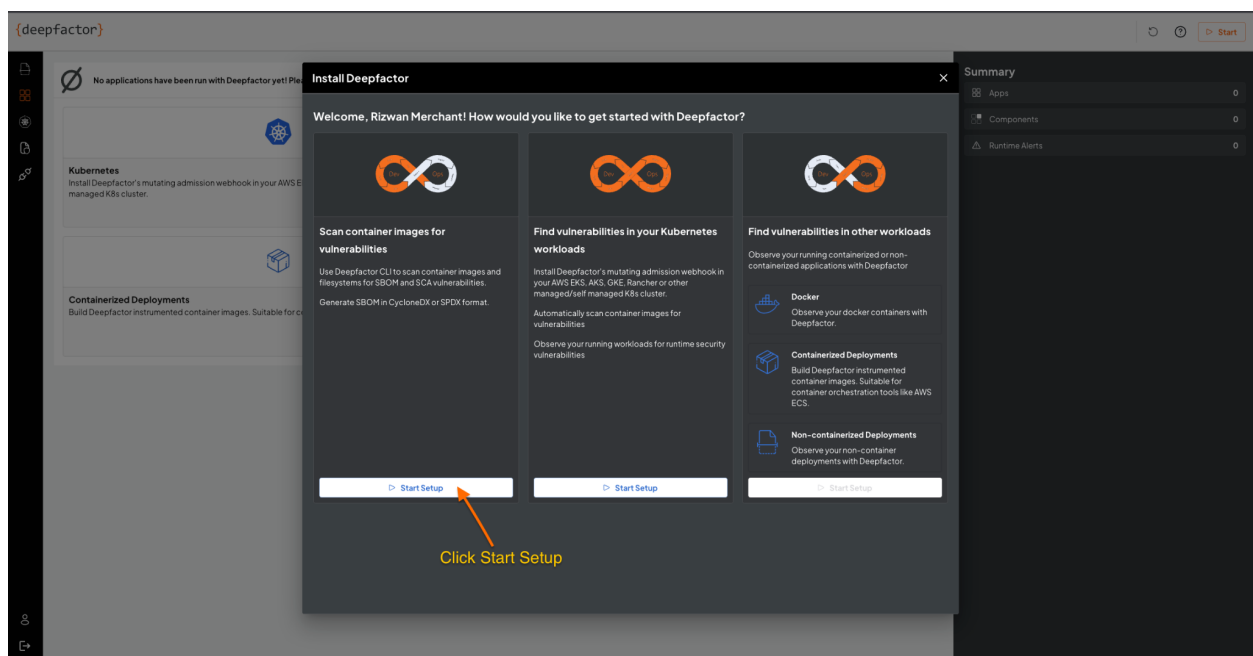 {deepfactor}
Start
No applications have been run with Deepfactor yet! Ple
Kubernetes
Install Deepfactor's mutating admission webhook in your AWS E
managed K8s cluster.
Containerized Deployments
Build Deepfactor instrumented container images. Suitable for c
Install Deepfactor
Welcome, Rizwan Merchant! How would you like to get started with Deepfactor?
Dev Ops
Scan container images for
vulnerabilities
Use Deepfactor CLI to scan container images and
filesystems for SBOM and SCA vulnerabilities.
Generate SBOM in CycloneDX or SPDX format.
Start Setup
Dev Ops
Find vulnerabilities in your Kubernetes
workloads
Install Deepfactor's mutating admission webhook in
your AWS EKS, AKS, GKE, Rancher or other
managed/self managed K8s cluster.
Automatically scan container images for
vulnerabilities
Observe your running workloads for runtime security
vulnerabilities
Start Setup
Dev Ops
Find vulnerabilities in other workloads
Observe your running containerized or non-
containerized applications with Deepfactor
Docker
Observe your docker containers with
Deepfactor.
Containerized Deployments
Build Deepfactor instrumented
container images. Suitable for
container orchestration tools like AWS
ECS.
Non-containerized Deployments
Observe your non-container
deployments with Deepfactor.
Start Setup
Click Start Setup
Summary
Apps 0
Components 0
Runtime Alerts 0